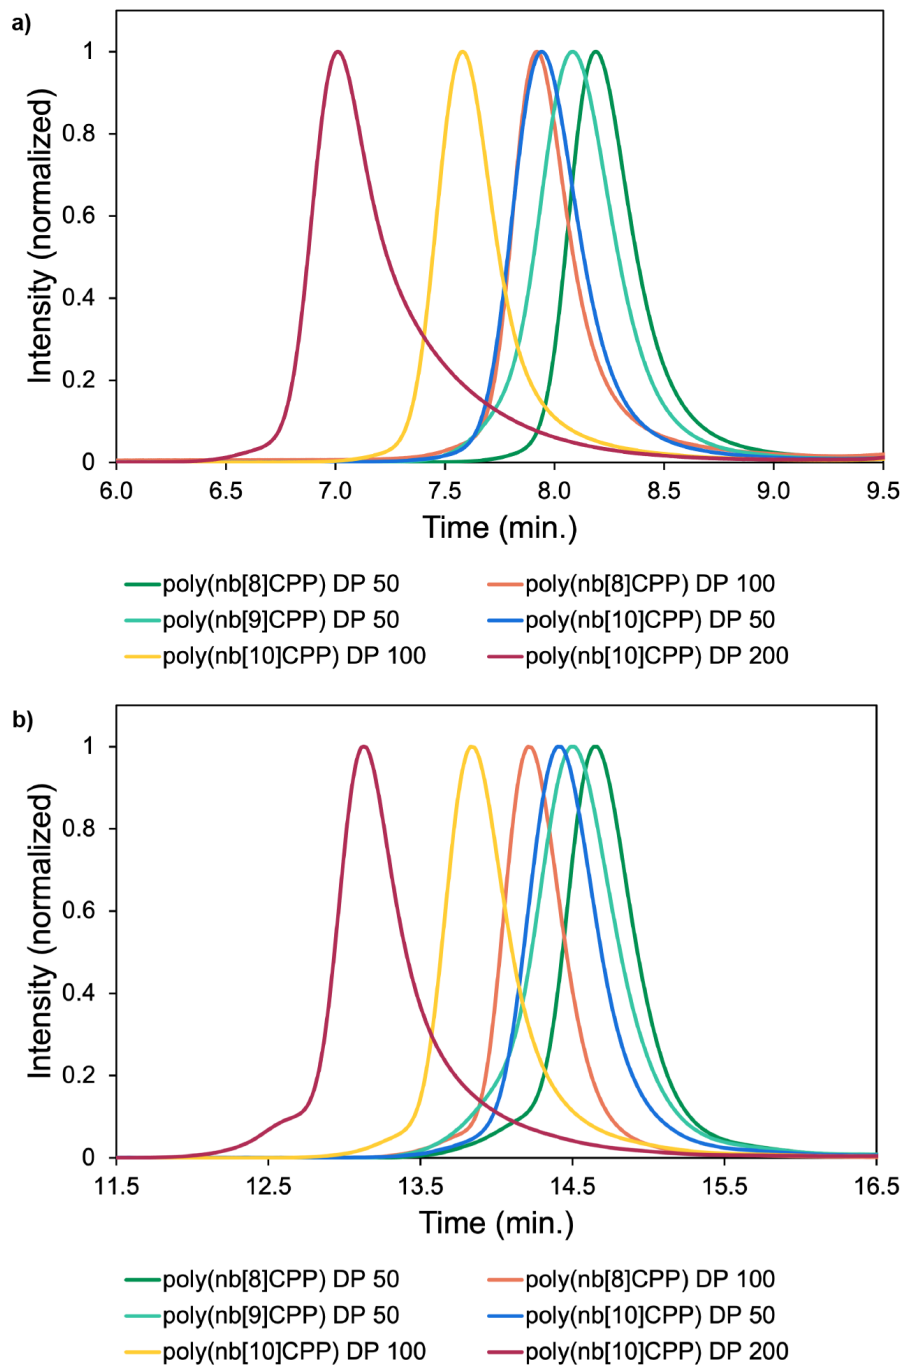 a)
Intensity (normalized)
1
0.8
0.6
0.4
0.2
0
6.0 6.5 7.0 7.5 8.0 8.5 9.0 9.5
Time (min.)
poly(nb[8]CPP) DP 50 poly(nb[8]CPP) DP 100
poly(nb[9]CPP) DP 50 poly(nb[10]CPP) DP 50
poly(nb[10]CPP) DP 100 poly(nb[10]CPP) DP 200
b)
Intensity (normalized)
1
0.8
0.6
0.4
0.2
0
11.5 12.5 13.5 14.5 15.5 16.5
Time (min.)
poly(nb[8]CPP) DP 50 poly(nb[8]CPP) DP 100
poly(nb[9]CPP) DP 50 poly(nb[10]CPP) DP 50
poly(nb[10]CPP) DP 100 poly(nb[10]CPP) DP 200